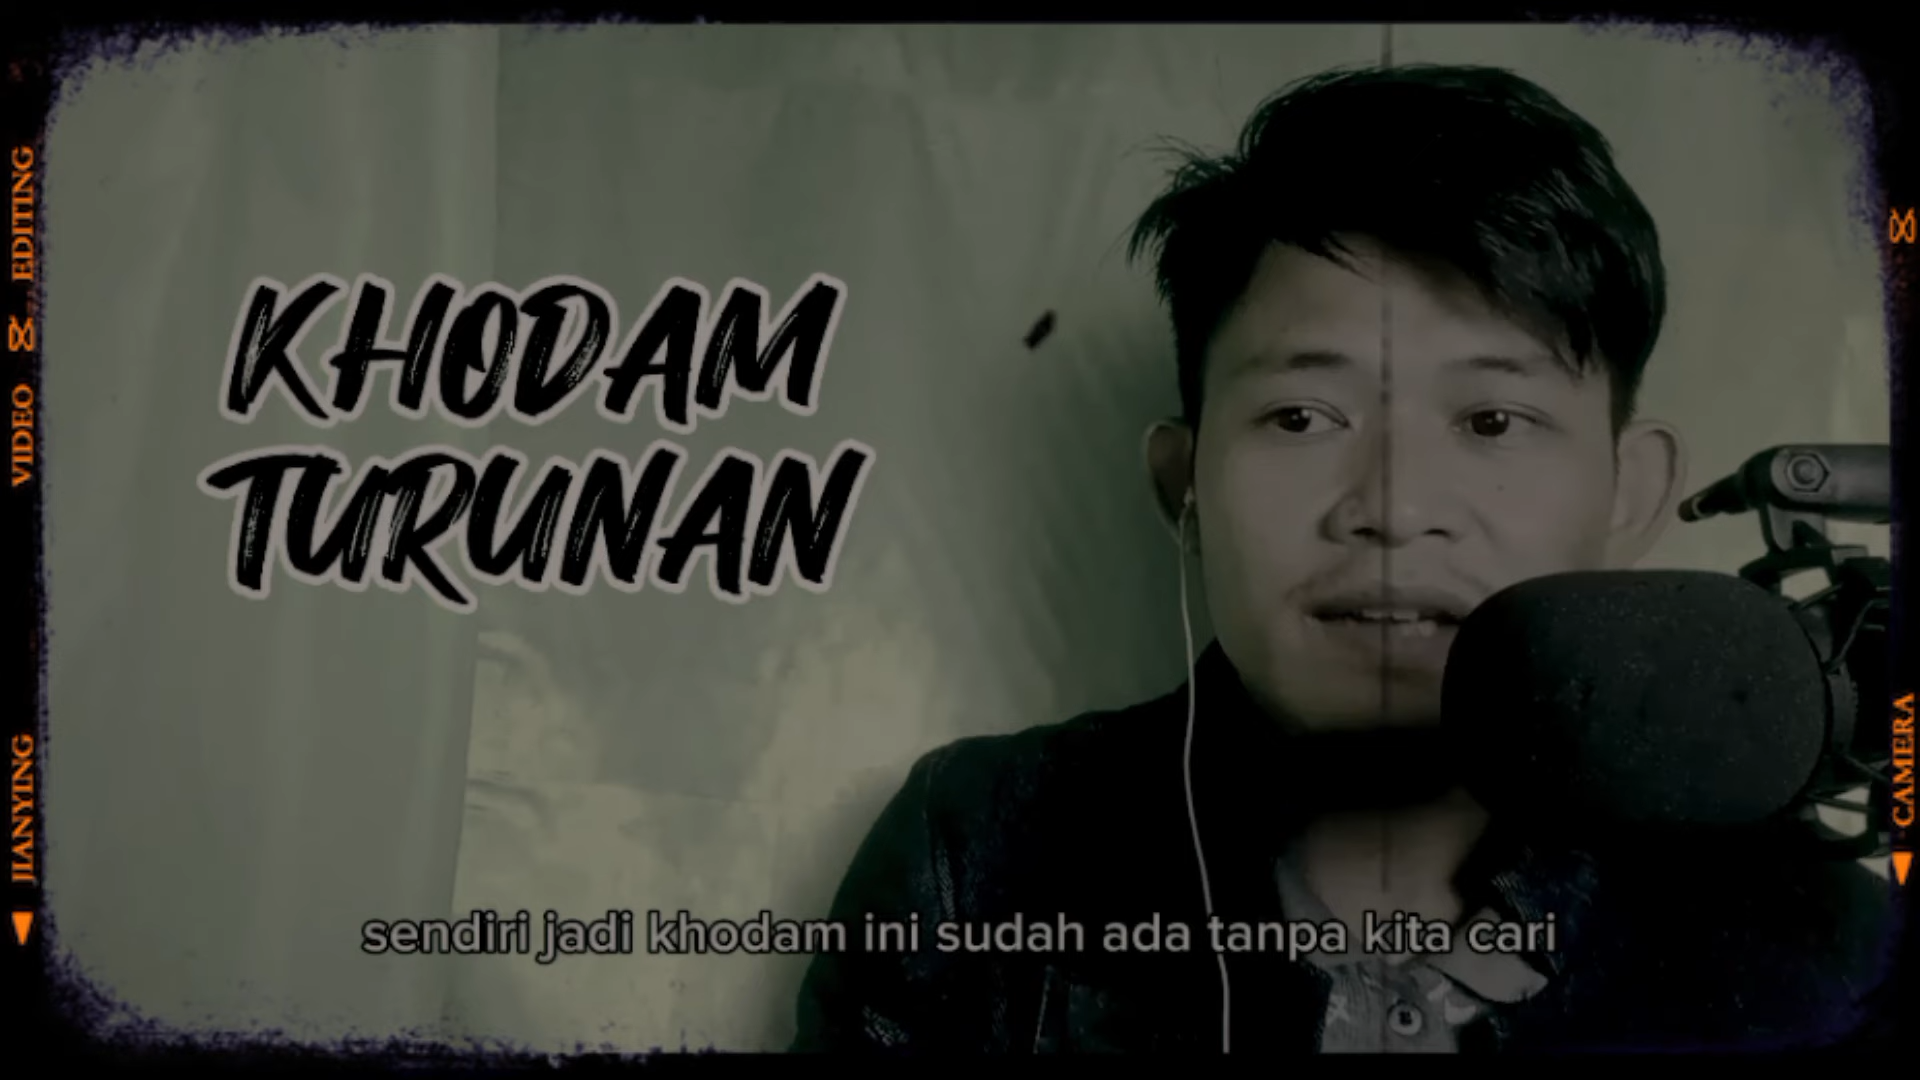 KHODAM
TURUNAN
sendiri jadi khodam ini sudah ada tanpa kita cari
VIDEO EDITING
JIANYING
CAMERA